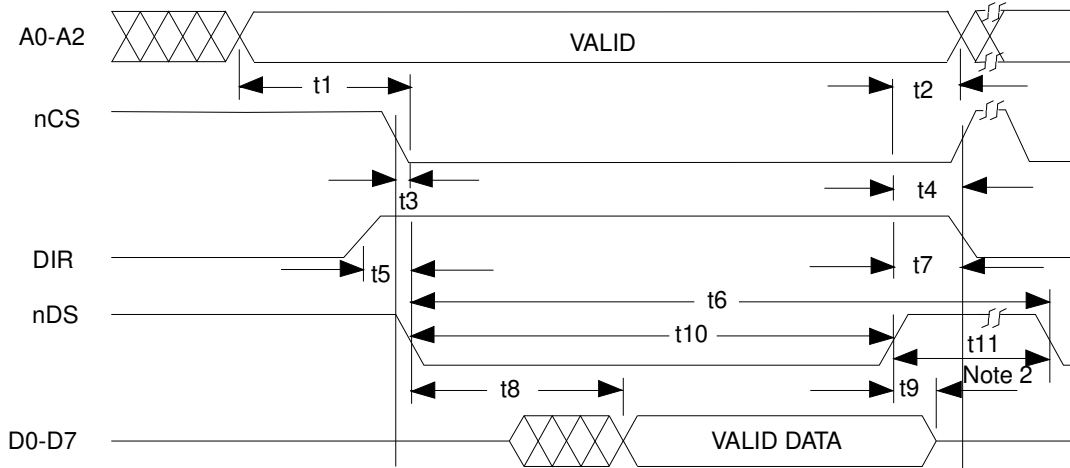 A0-A2
VALID
t1
t2
nCS
t3
t4
DIR
t5
t7
t6
nDS
t10
t11
t8
t9
Note 2
D0-D7
VALID DATA